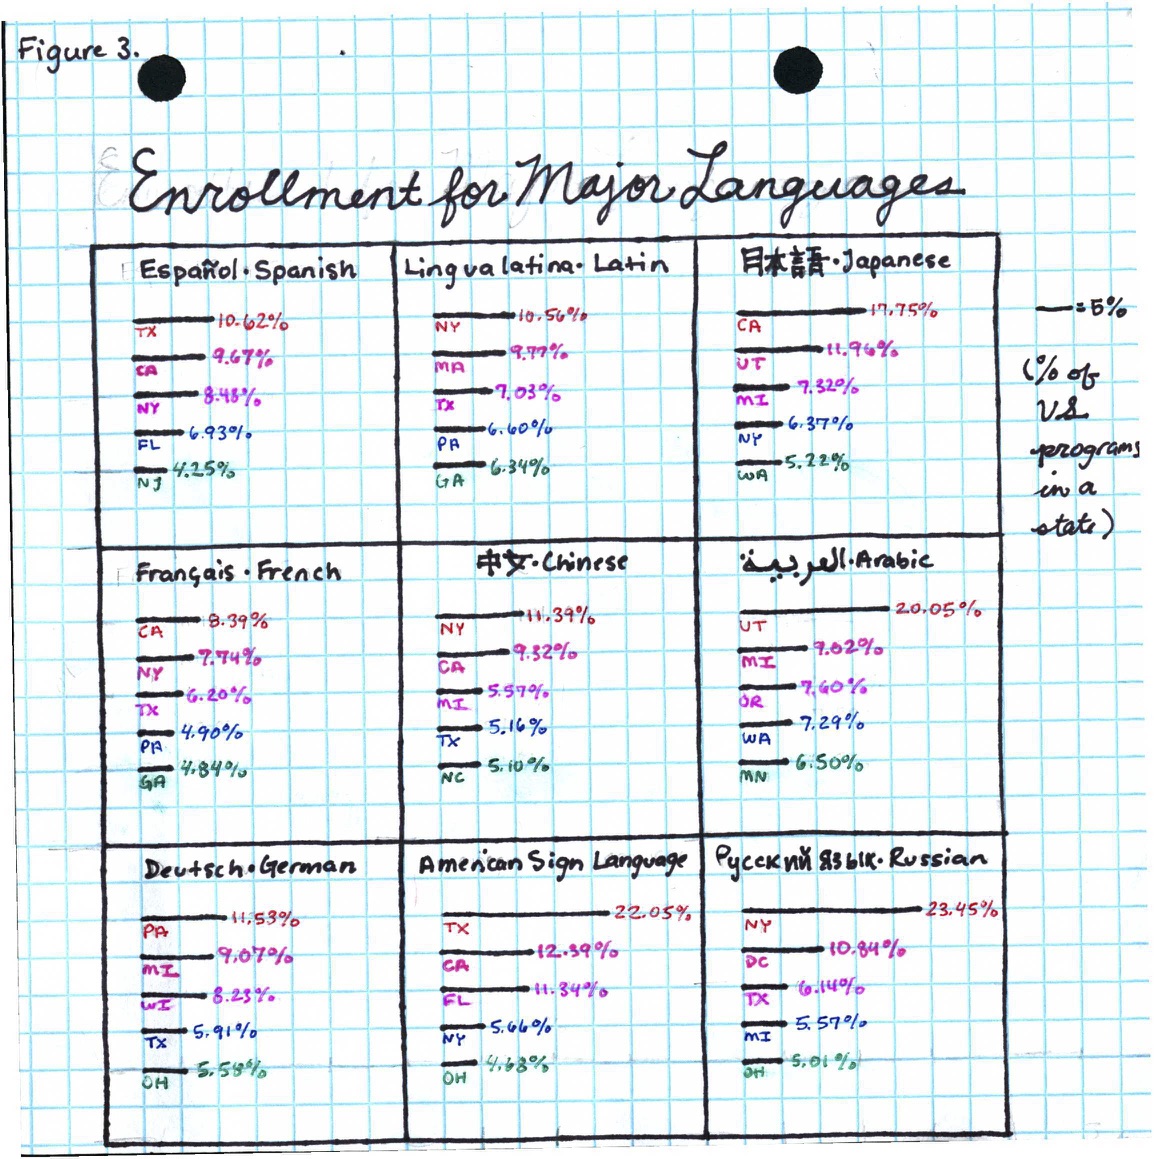 Figure 3.
Enrollment for Major Languages
Español · Spanish
TX 10.62%
CA 9.67%
NY 8.48%
FL 6.93%
NJ 4.25%
Lingua latina · Latin
NY 10.56%
MA 9.77%
TX 7.03%
PA 6.60%
GA 6.34%
日本語 · Japanese
CA 17.75%
UT 11.96%
MI 7.32%
NY 6.37%
WA 5.22%
— = 5%
(% of
US
programs
in a
state)
Français · French
CA 8.39%
NY 7.74%
TX 6.20%
PA 4.90%
GA 4.84%
中文 · Chinese
NY 11.39%
CA 9.32%
MI 5.57%
TX 5.16%
NC 5.10%
العربية · Arabic
UT 20.05%
MI 9.02%
OR 7.60%
WA 7.29%
MN 6.50%
Deutsch · German
PA 11.53%
MI 9.07%
WI 8.23%
TX 5.91%
OH 5.58%
American Sign Language
TX 22.05%
CA 12.39%
FL 11.34%
NY 5.66%
OH 4.68%
Русский язык · Russian
NY 23.45%
DC 10.84%
TX 6.14%
MI 5.57%
OH 5.01%